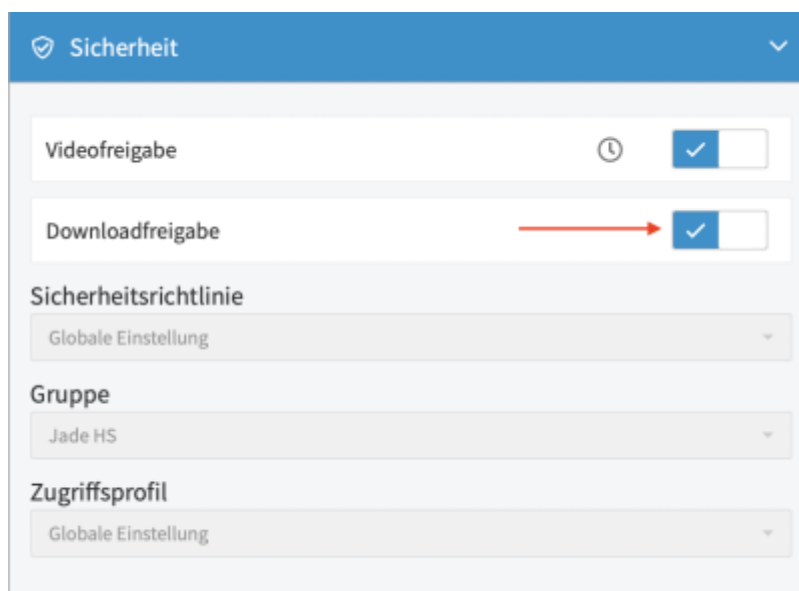 Sicherheit
Videofreigabe
Downloadfreigabe
Sicherheitsrichtlinie
Globale Einstellung
Gruppe
Jade HS
Zugriffsprofil
Globale Einstellung